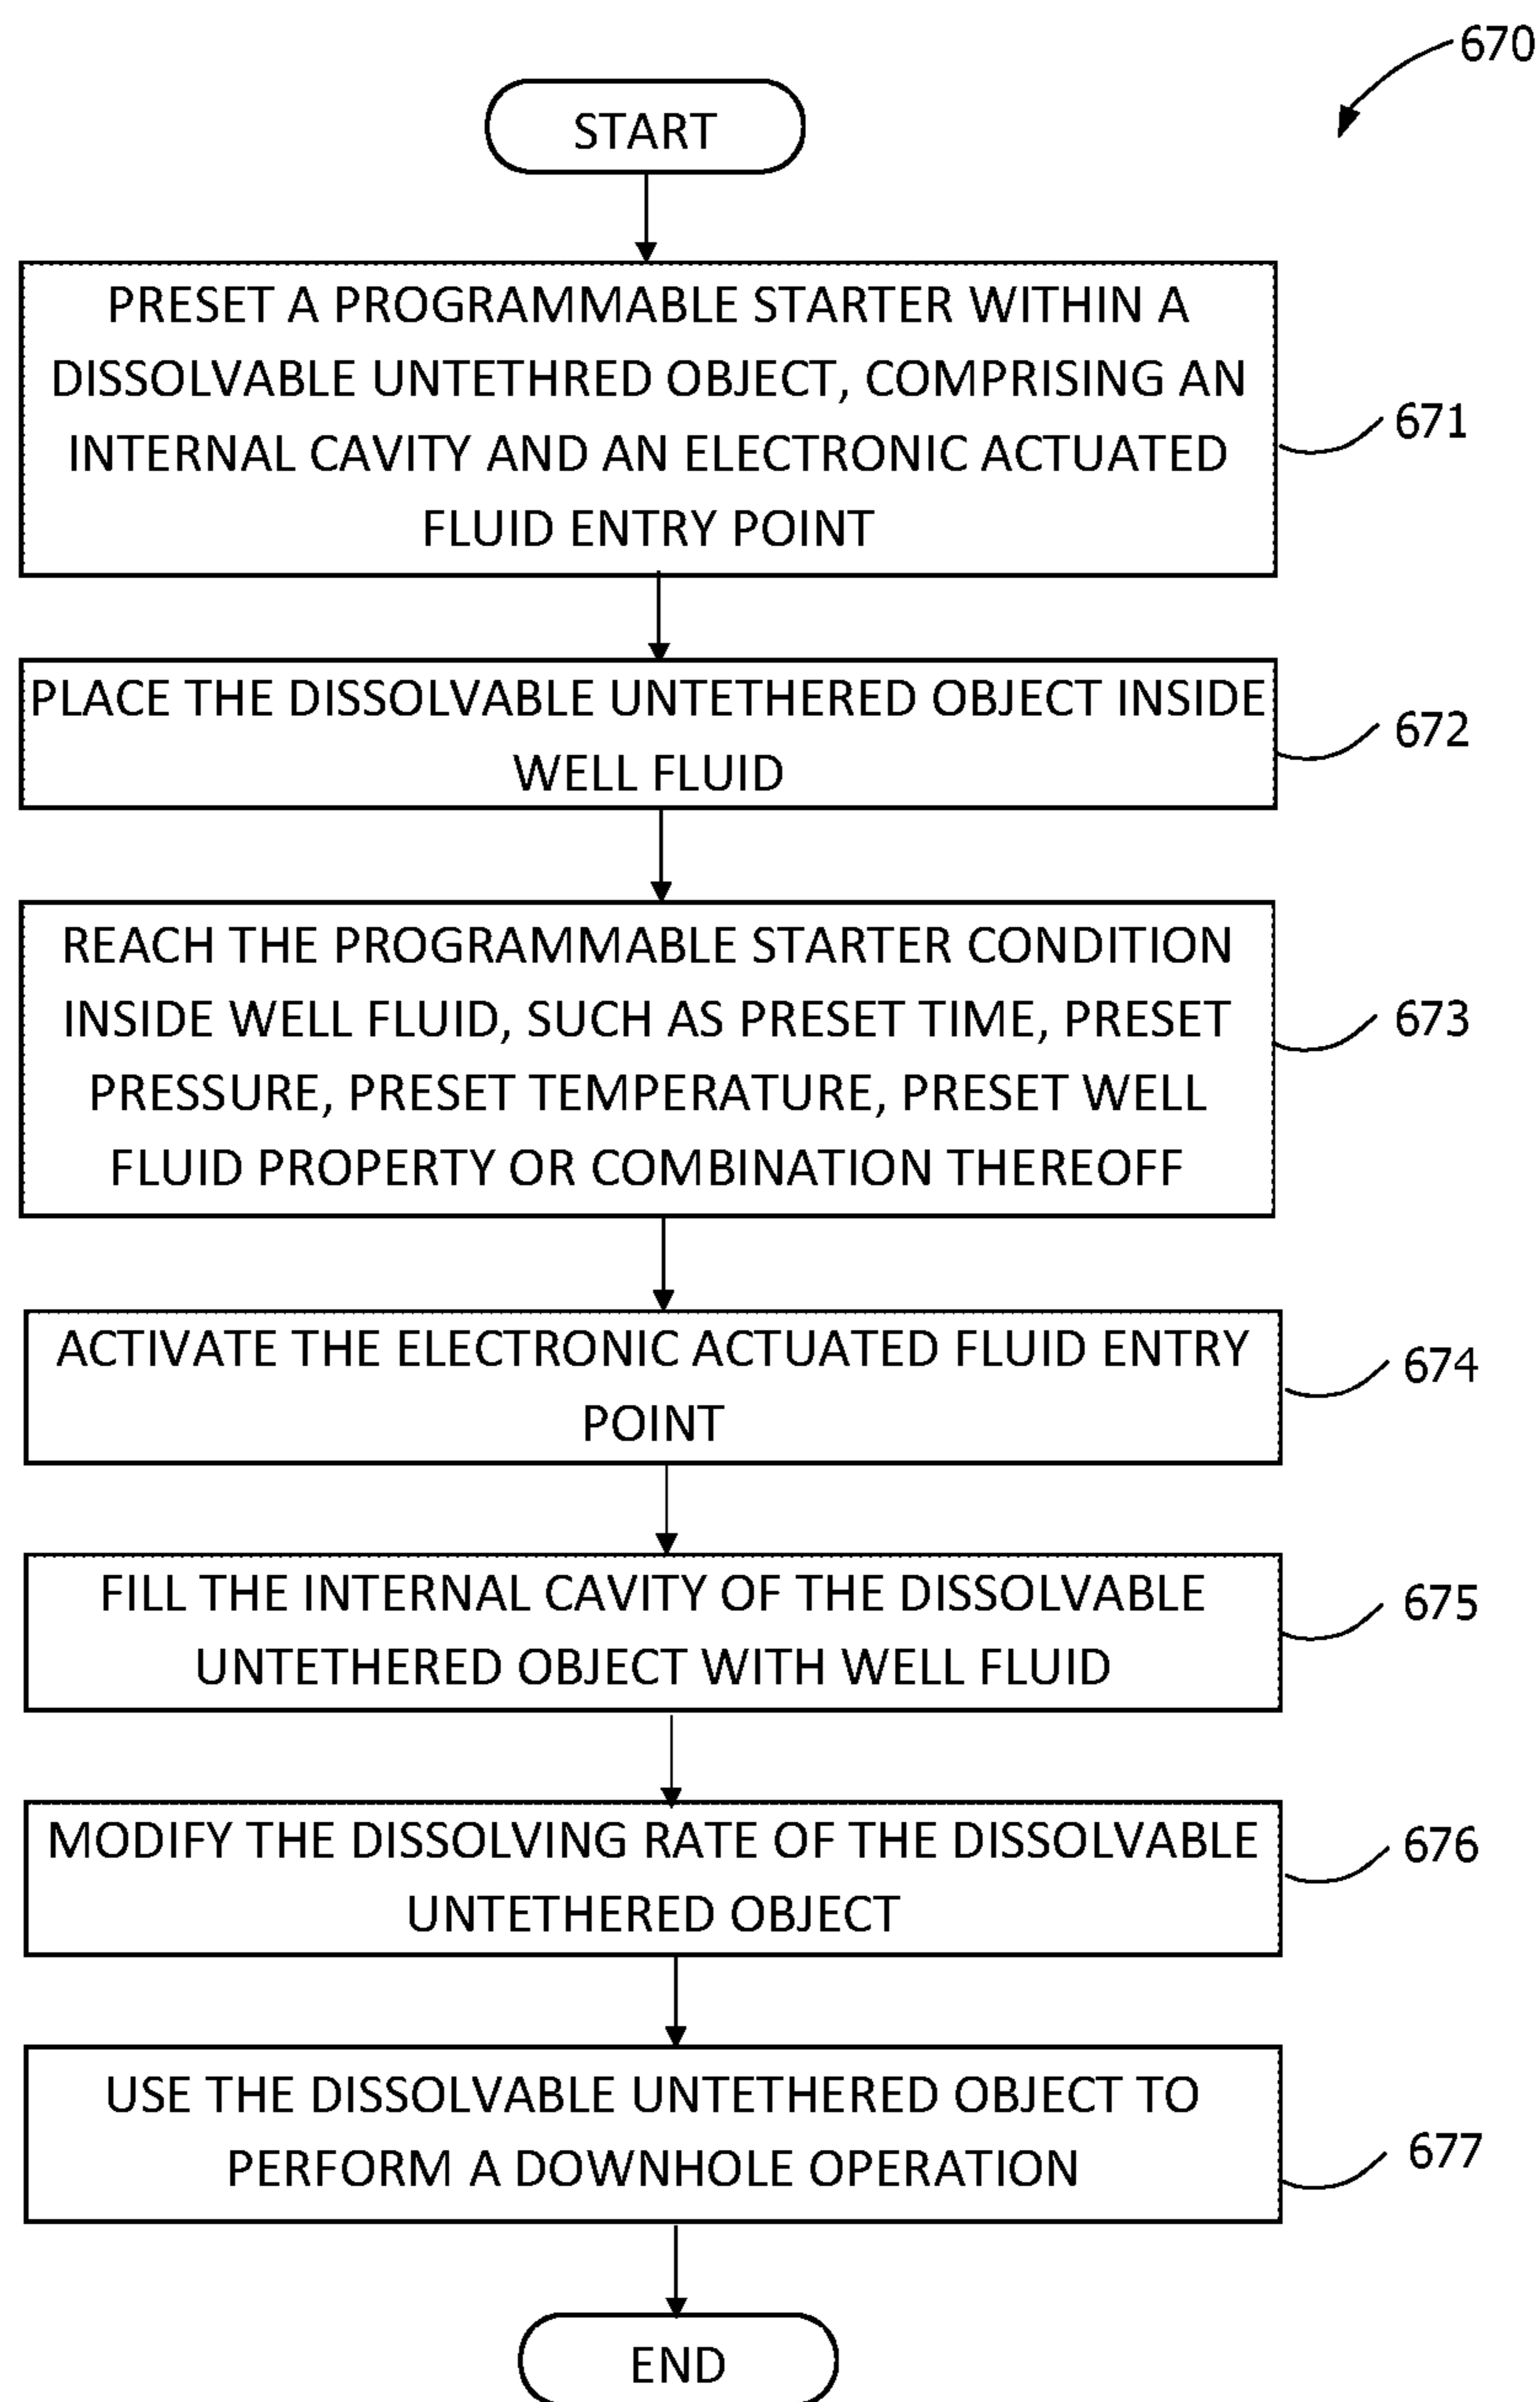 670
START
PRESET A PROGRAMMABLE STARTER WITHIN A
DISSOLVABLE UNTETHRED OBJECT, COMPRISING AN
INTERNAL CAVITY AND AN ELECTRONIC ACTUATED
FLUID ENTRY POINT
671
PLACE THE DISSOLVABLE UNTETHERED OBJECT INSIDE
WELL FLUID
672
REACH THE PROGRAMMABLE STARTER CONDITION
INSIDE WELL FLUID, SUCH AS PRESET TIME, PRESET
PRESSURE, PRESET TEMPERATURE, PRESET WELL
FLUID PROPERTY OR COMBINATION THEREOFF
673
ACTIVATE THE ELECTRONIC ACTUATED FLUID ENTRY
POINT
674
FILL THE INTERNAL CAVITY OF THE DISSOLVABLE
UNTETHERED OBJECT WITH WELL FLUID
675
MODIFY THE DISSOLVING RATE OF THE DISSOLVABLE
UNTETHERED OBJECT
676
USE THE DISSOLVABLE UNTETHERED OBJECT TO
PERFORM A DOWNHOLE OPERATION
677
END